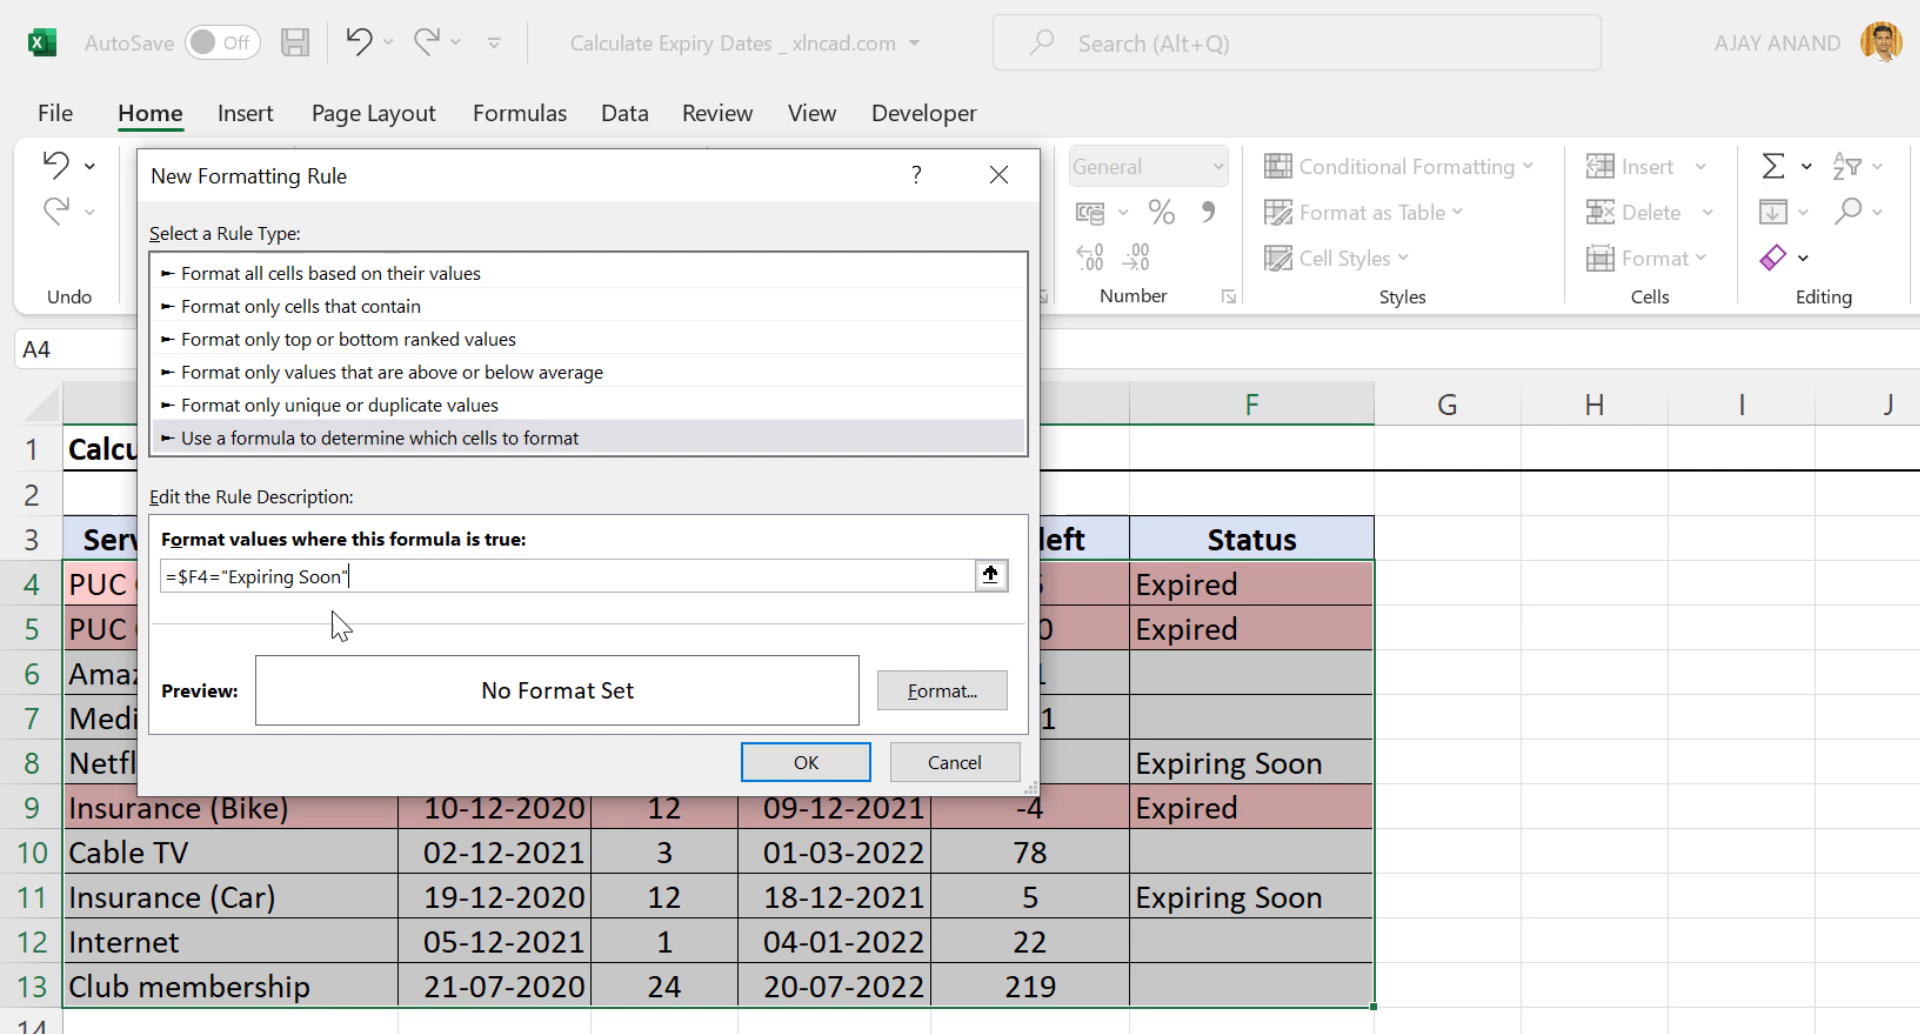 AutoSave Off Calculate Expiry Dates _ xlncad.com Search (Alt+Q) AJAY ANAND
File Home Insert Page Layout Formulas Data Review View Developer
New Formatting Rule ? General Conditional Formatting Insert
Select a Rule Type: % Format as Table Delete
Format all cells based on their values Cell Styles Format
Undo Number Styles Cells Editing
Format only cells that contain
Format only top or bottom ranked values
A4
Format only values that are above or below average
Format only unique or duplicate values F G H I J
Use a formula to determine which cells to format
1 Calcu
2
Edit the Rule Description:
3 Serv Format values where this formula is true: left Status
=$F4="Expiring Soon"
4 PUC Expired
5 PUC 0 Expired
6 Amaz
Preview: No Format Set Format...
7 Medi 1
8 Netfl OK Cancel Expiring Soon
9 Insurance (Bike) 10-12-2020 12 09-12-2021 -4 Expired
10 Cable TV 02-12-2021 3 01-03-2022 78
11 Insurance (Car) 19-12-2020 12 18-12-2021 5 Expiring Soon
12 Internet 05-12-2021 1 04-01-2022 22
13 Club membership 21-07-2020 24 20-07-2022 219
14